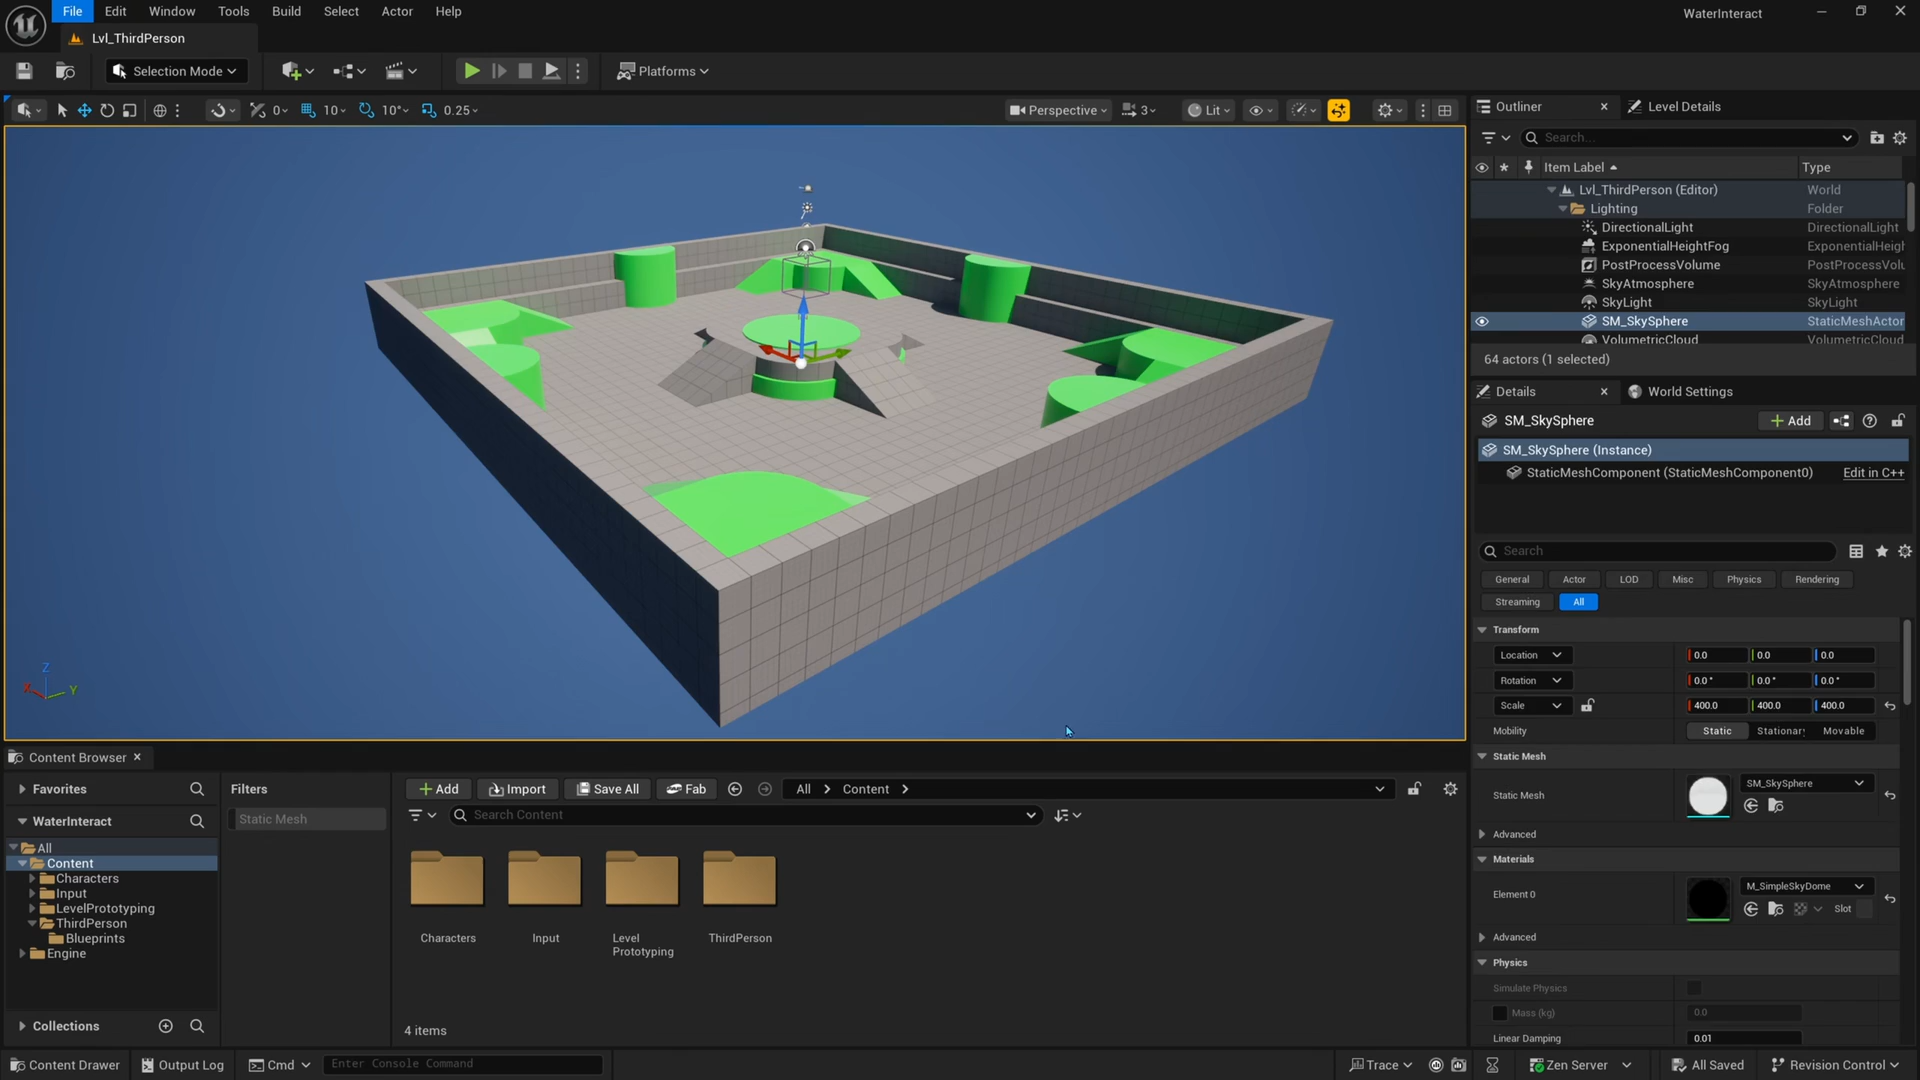 File Edit Window Tools Build Select Actor Help
WaterInteract
Lvl_ThirdPerson
Selection Mode
Platforms
0 10 10° 0.25
Perspective 3 Lit
Outliner Level Details
Search...
Item Label Type
Lvl_ThirdPerson (Editor) World
Lighting Folder
DirectionalLight DirectionalLight
ExponentialHeightFog ExponentialHeigh
PostProcessVolume PostProcessVolu
SkyAtmosphere SkyAtmosphere
SkyLight SkyLight
SM_SkySphere StaticMeshActor
VolumetricCloud VolumetricCloud
64 actors (1 selected)
Details World Settings
SM_SkySphere Add
SM_SkySphere (Instance)
StaticMeshComponent (StaticMeshComponent0) Edit in C++
Search
General Actor LOD Misc Physics Rendering
Streaming All
Transform
Location 0.0 0.0 0.0
Rotation 0.0° 0.0° 0.0°
Scale 400.0 400.0 400.0
Mobility Static Stationary Movable
Static Mesh
Static Mesh SM_SkySphere
Advanced
Materials
Element 0 M_SimpleSkyDome
Slot
Advanced
Physics
Simulate Physics
Mass (kg) 0.0
Linear Damping 0.01
Z
X Y
Content Browser
Favorites
WaterInteract
All
Content
Characters
Input
LevelPrototyping
ThirdPerson
Blueprints
Engine
Collections
Filters
Static Mesh
Add Import Save All Fab All Content
Search Content
Characters Input Level Prototyping ThirdPerson
4 items
Content Drawer Output Log Cmd Enter Console Command
Trace Zen Server All Saved Revision Control